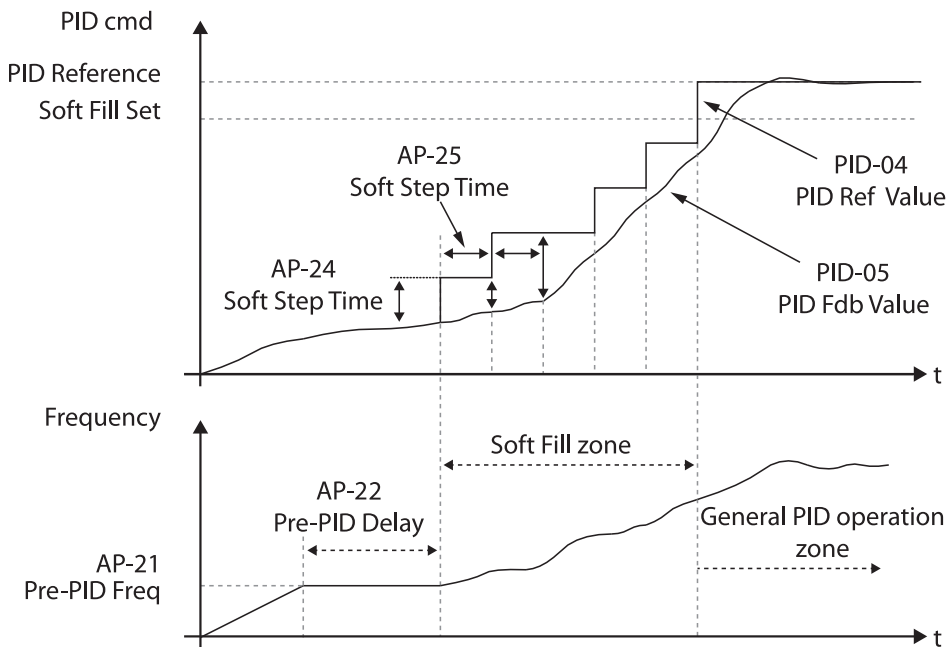 PID cmd
PID Reference
Soft Fill Set
AP-25
Soft Step Time
AP-24
Soft Step Time
PID-04
PID Ref Value
PID-05
PID Fdb Value
t
Frequency
Soft Fill zone
AP-22
Pre-PID Delay
General PID operation
zone
AP-21
Pre-PID Freq
t